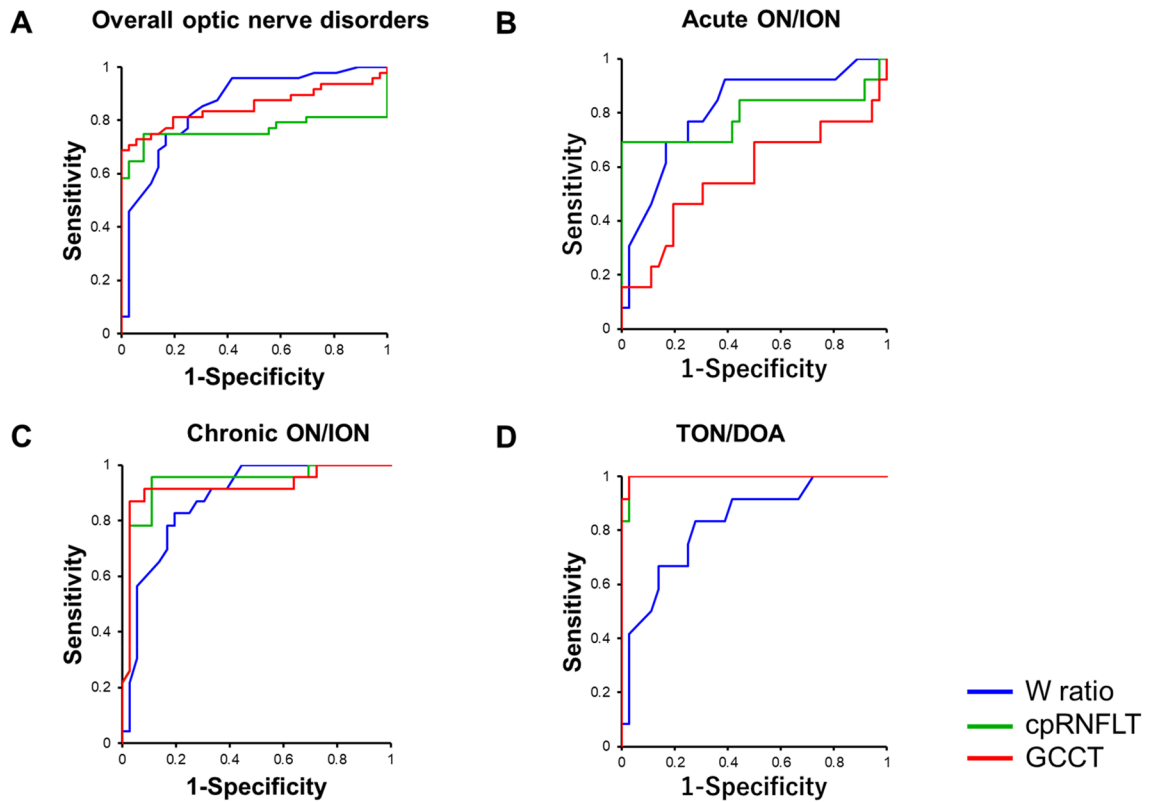 A
Overall optic nerve disorders
1
0.8
0.6
0.4
0.2
0
Sensitivity
0 0.2 0.4 0.6 0.8 1
1-Specificity
B
Acute ON/ION
1
0.8
0.6
0.4
0.2
0
Sensitivity
0 0.2 0.4 0.6 0.8 1
1-Specificity
C
Chronic ON/ION
1
0.8
0.6
0.4
0.2
0
Sensitivity
0 0.2 0.4 0.6 0.8 1
1-Specificity
D
TON/DOA
1
0.8
0.6
0.4
0.2
0
Sensitivity
0 0.2 0.4 0.6 0.8 1
1-Specificity
W ratio
cpRNFLT
GCCT